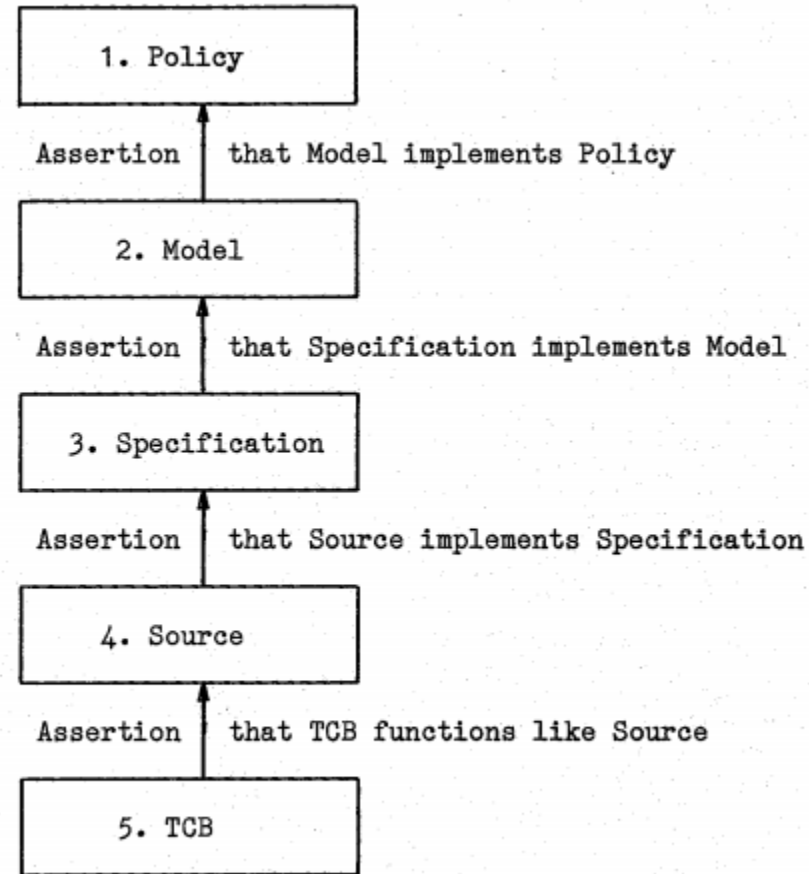 1. Policy
Assertion that Model implements Policy
2. Model
Assertion that Specification implements Model
3. Specification
Assertion that Source implements Specification
4. Source
Assertion that TCB functions like Source
5. TCB